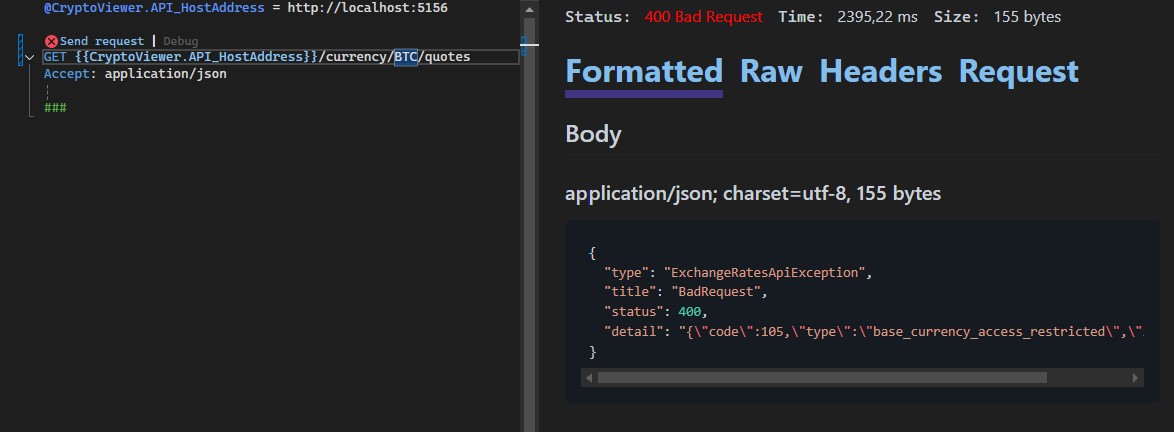 @CryptoViewer.API_HostAddress = http://localhost:5156
Send request | Debug
GET {{CryptoViewer.API_HostAddress}}/currency/BTC/quotes
Accept: application/json
###
Status: 400 Bad Request Time: 2395,22 ms Size: 155 bytes
Formatted Raw Headers Request
Body
application/json; charset=utf-8, 155 bytes
{
"type": "ExchangeRatesApiException",
"title": "BadRequest",
"status": 400,
"detail": "{\"code\":105,\"type\":\"base_currency_access_restricted\",\"
}